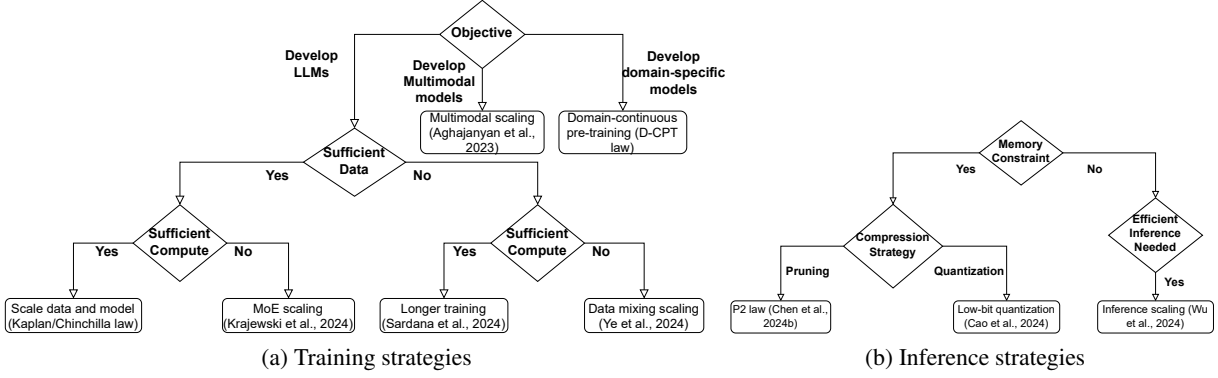 Objective
Develop
LLMs
Develop
Multimodal
models
Develop
domain-specific
models
Multimodal scaling
(Aghajanyan et al.,
2023)
Domain-continuous
pre-training (D-CPT
law)
Sufficient
Data
Yes
No
Sufficient
Compute
Yes
No
Sufficient
Compute
Yes
No
Scale data and model
(Kaplan/Chinchilla law)
MoE scaling
(Krajewski et al., 2024)
Longer training
(Sardana et al., 2024)
Data mixing scaling
(Ye et al., 2024)
(a) Training strategies
Memory
Constraint
Yes
No
Compression
Strategy
Efficient
Inference
Needed
Pruning
Quantization
Yes
P2 law (Chen et al.,
2024b)
Low-bit quantization
(Cao et al., 2024)
Inference scaling (Wu
et al., 2024)
(b) Inference strategies